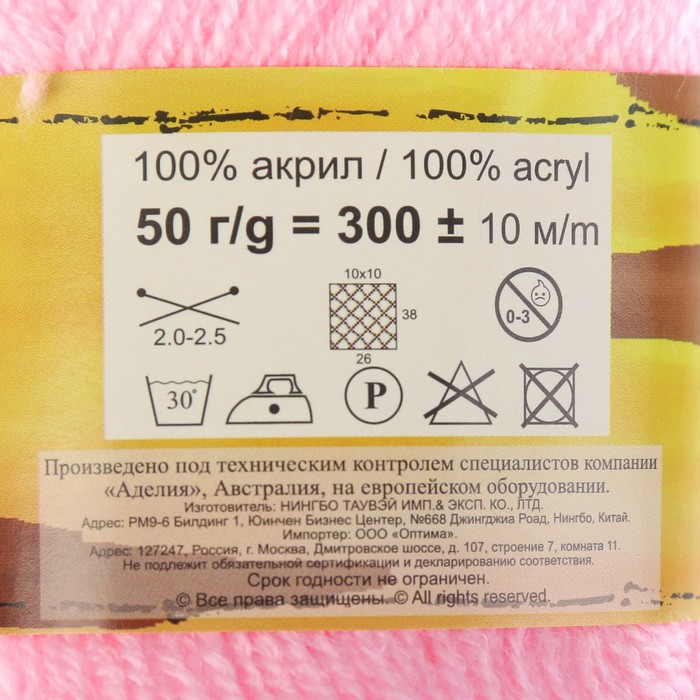 100% акрил / 100% acryl
50 г/g = 300 ± 10 м/m
10x10
38
26
2.0-2.5
0-3
30°
P
Произведено под техническим контролем специалистов компании
«Аделия», Австралия, на европейском оборудовании.
Изготовитель: НИНГБО ТАУВЭЙ ИМП.& ЭКСП. КО., ЛТД.
Адрес: РМ9-6 Билдинг 1, Юинчен Бизнес Центер, №668 Джингджиа Роад, Нингбо, Китай.
Импортер: ООО «Оптима».
Адрес: 127247, Россия, г. Москва, Дмитровское шоссе, д. 107, строение 7, комната 11.
Не подлежит обязательной сертификации и декларированию соответствия.
Срок годности не ограничен.
© Все права защищены. © All rights reserved.